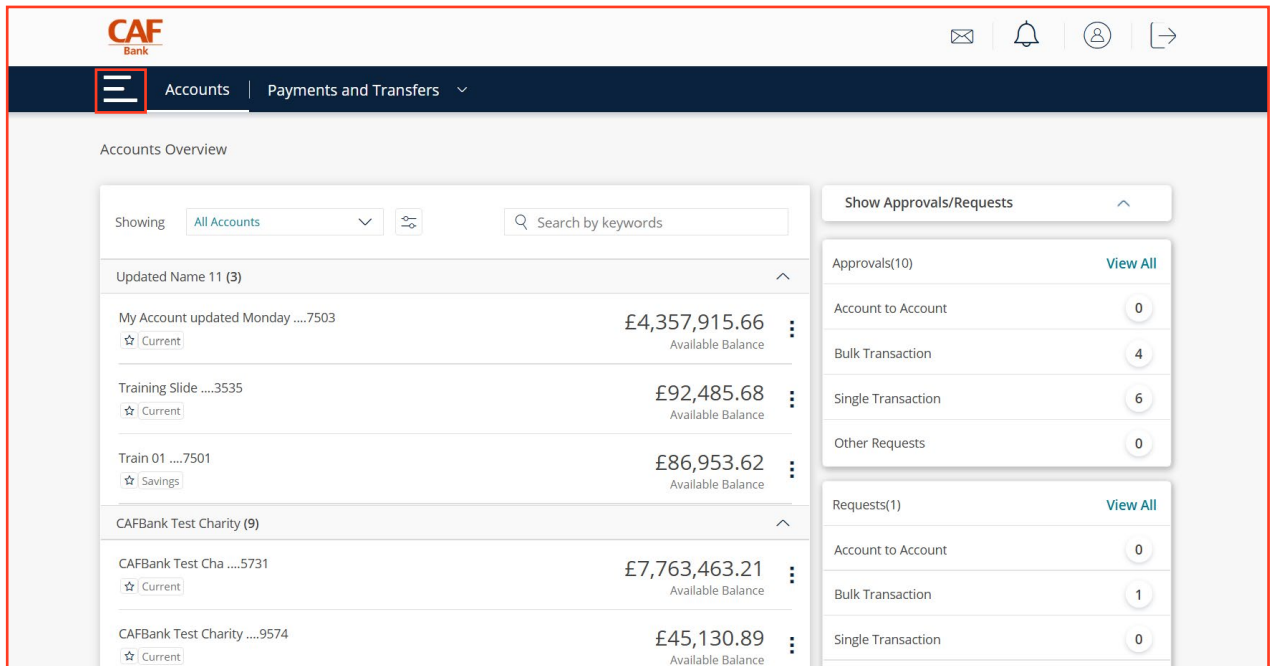 CAF
Bank
Accounts
Payments and Transfers
Accounts Overview
Showing
All Accounts
Search by keywords
Updated Name 11 (3)
My Account updated Monday ....7503
Current
£4,357,915.66
Available Balance
Training Slide ....3535
Current
£92,485.68
Available Balance
Train 01 ....7501
Savings
£86,953.62
Available Balance
CAFBank Test Charity (9)
CAFBank Test Cha ....5731
Current
£7,763,463.21
Available Balance
CAFBank Test Charity ....9574
Current
£45,130.89
Available Balance
Show Approvals/Requests
Approvals(10) View All
Account to Account 0
Bulk Transaction 4
Single Transaction 6
Other Requests 0
Requests(1) View All
Account to Account 0
Bulk Transaction 1
Single Transaction 0